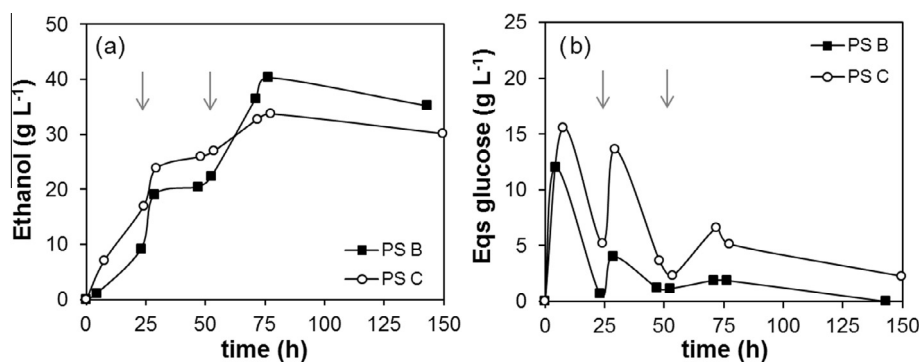 (a)
Ethanol (g L-1)
50
40
30
20
10
0
PS B
PS C
0 25 50 75 100 125 150
time (h)
(b)
Eqs glucose (g L-1)
25
20
15
10
5
0
PS B
PS C
0 25 50 75 100 125 150
time (h)